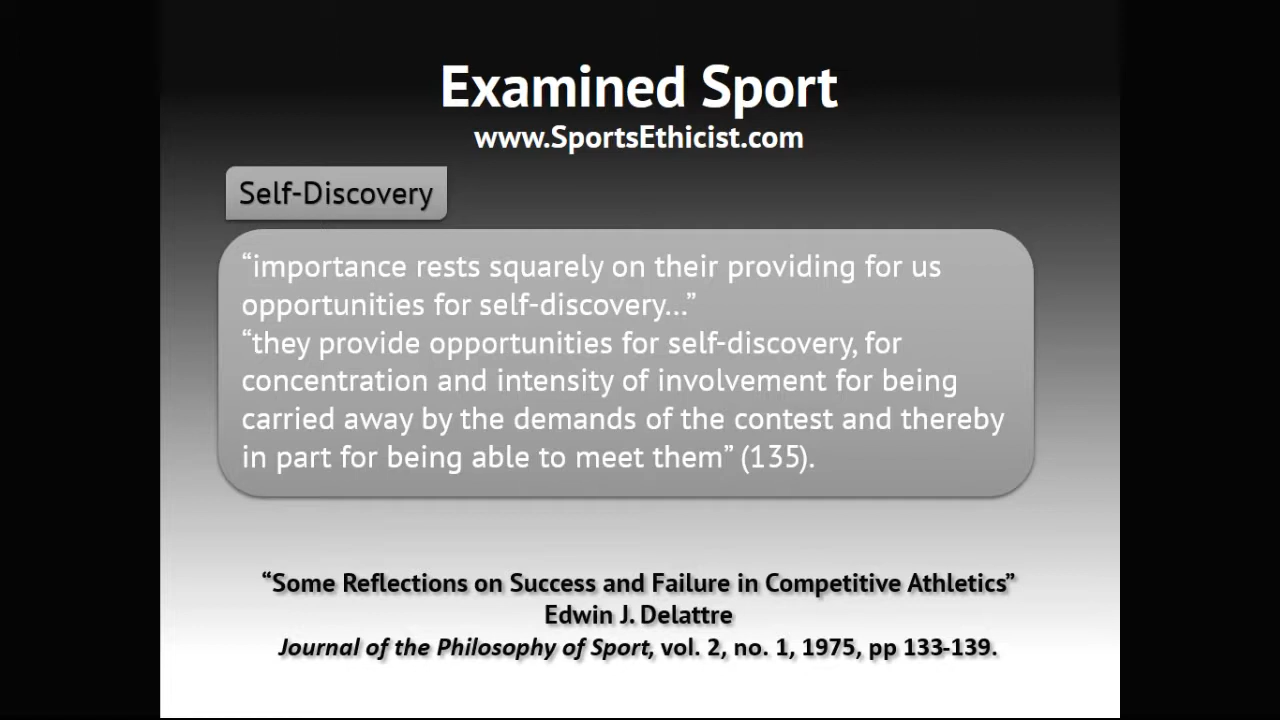 Examined Sport
www.SportsEthicist.com
Self-Discovery
“importance rests squarely on their providing for us
opportunities for self-discovery…”
“they provide opportunities for self-discovery, for
concentration and intensity of involvement for being
carried away by the demands of the contest and thereby
in part for being able to meet them” (135).
“Some Reflections on Success and Failure in Competitive Athletics”
Edwin J. Delattre
Journal of the Philosophy of Sport, vol. 2, no. 1, 1975, pp 133-139.